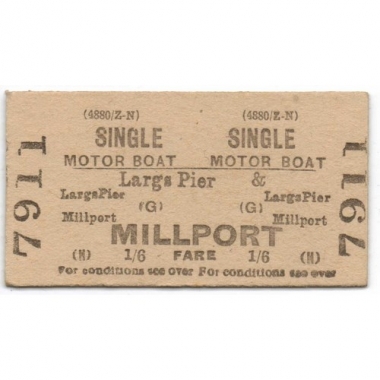 (4880/Z-N) (4880/Z-N)
SINGLE SINGLE
MOTOR BOAT MOTOR BOAT
Largs Pier &
LargsPier (G) (G) LargsPier
Millport Millport
MILLPORT
(N) 1/6 FARE 1/6 (N)
For conditions see over For conditions see over
7911
7911